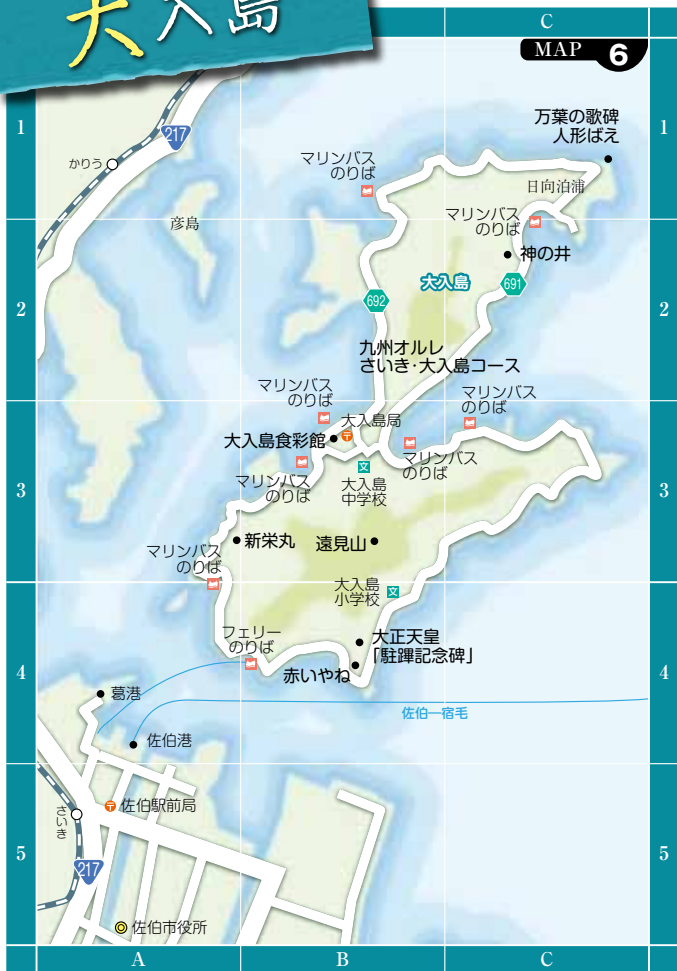 大入島
C
MAP 6
1
1
217
かりう
万葉の歌碑
人形ばえ
マリンバス
のりば
日向泊浦
マリンバス
のりば
彦島
神の井
大入島
692
691
2
2
九州オルレ
さいき・大入島コース
マリンバス
のりば
マリンバス
のりば
大入島局
大入島食彩館
マリンバス
のりば
マリンバス
のりば
文
大入島
中学校
3
3
新栄丸
遠見山
マリンバス
のりば
大入島
小学校
文
フェリー
のりば
大正天皇
「駐蹕記念碑」
赤いやね
4
4
葛港
佐伯―宿毛
佐伯港
さいき
佐伯駅前局
5
5
217
佐伯市役所
A
B
C